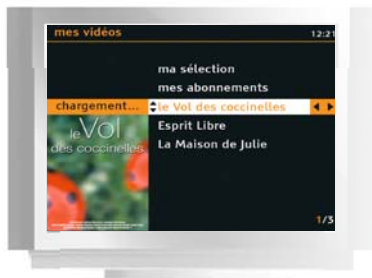 mes vidéos 12:21
ma sélection
mes abonnements
chargement... le Vol des coccinelles
Esprit Libre
La Maison de Julie
le Vol
des coccinelles
1/3